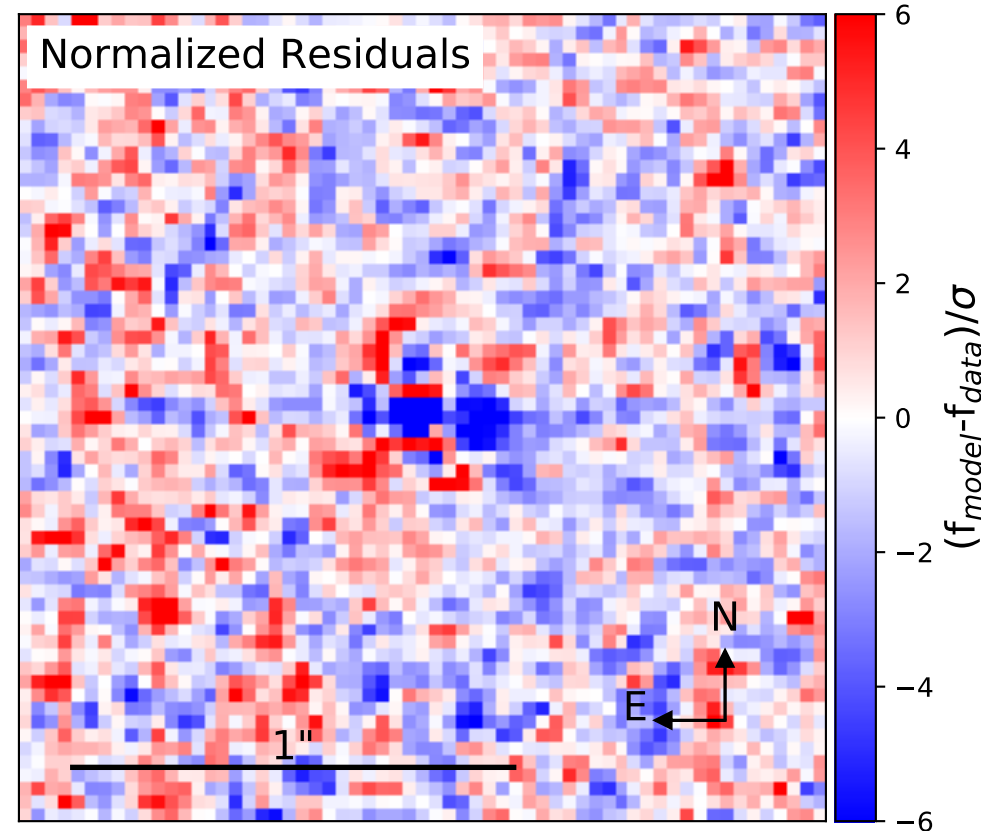 Normalized Residuals
6
4
2
0
−2
−4
−6
(f_model-f_data)/σ
N
E
1"